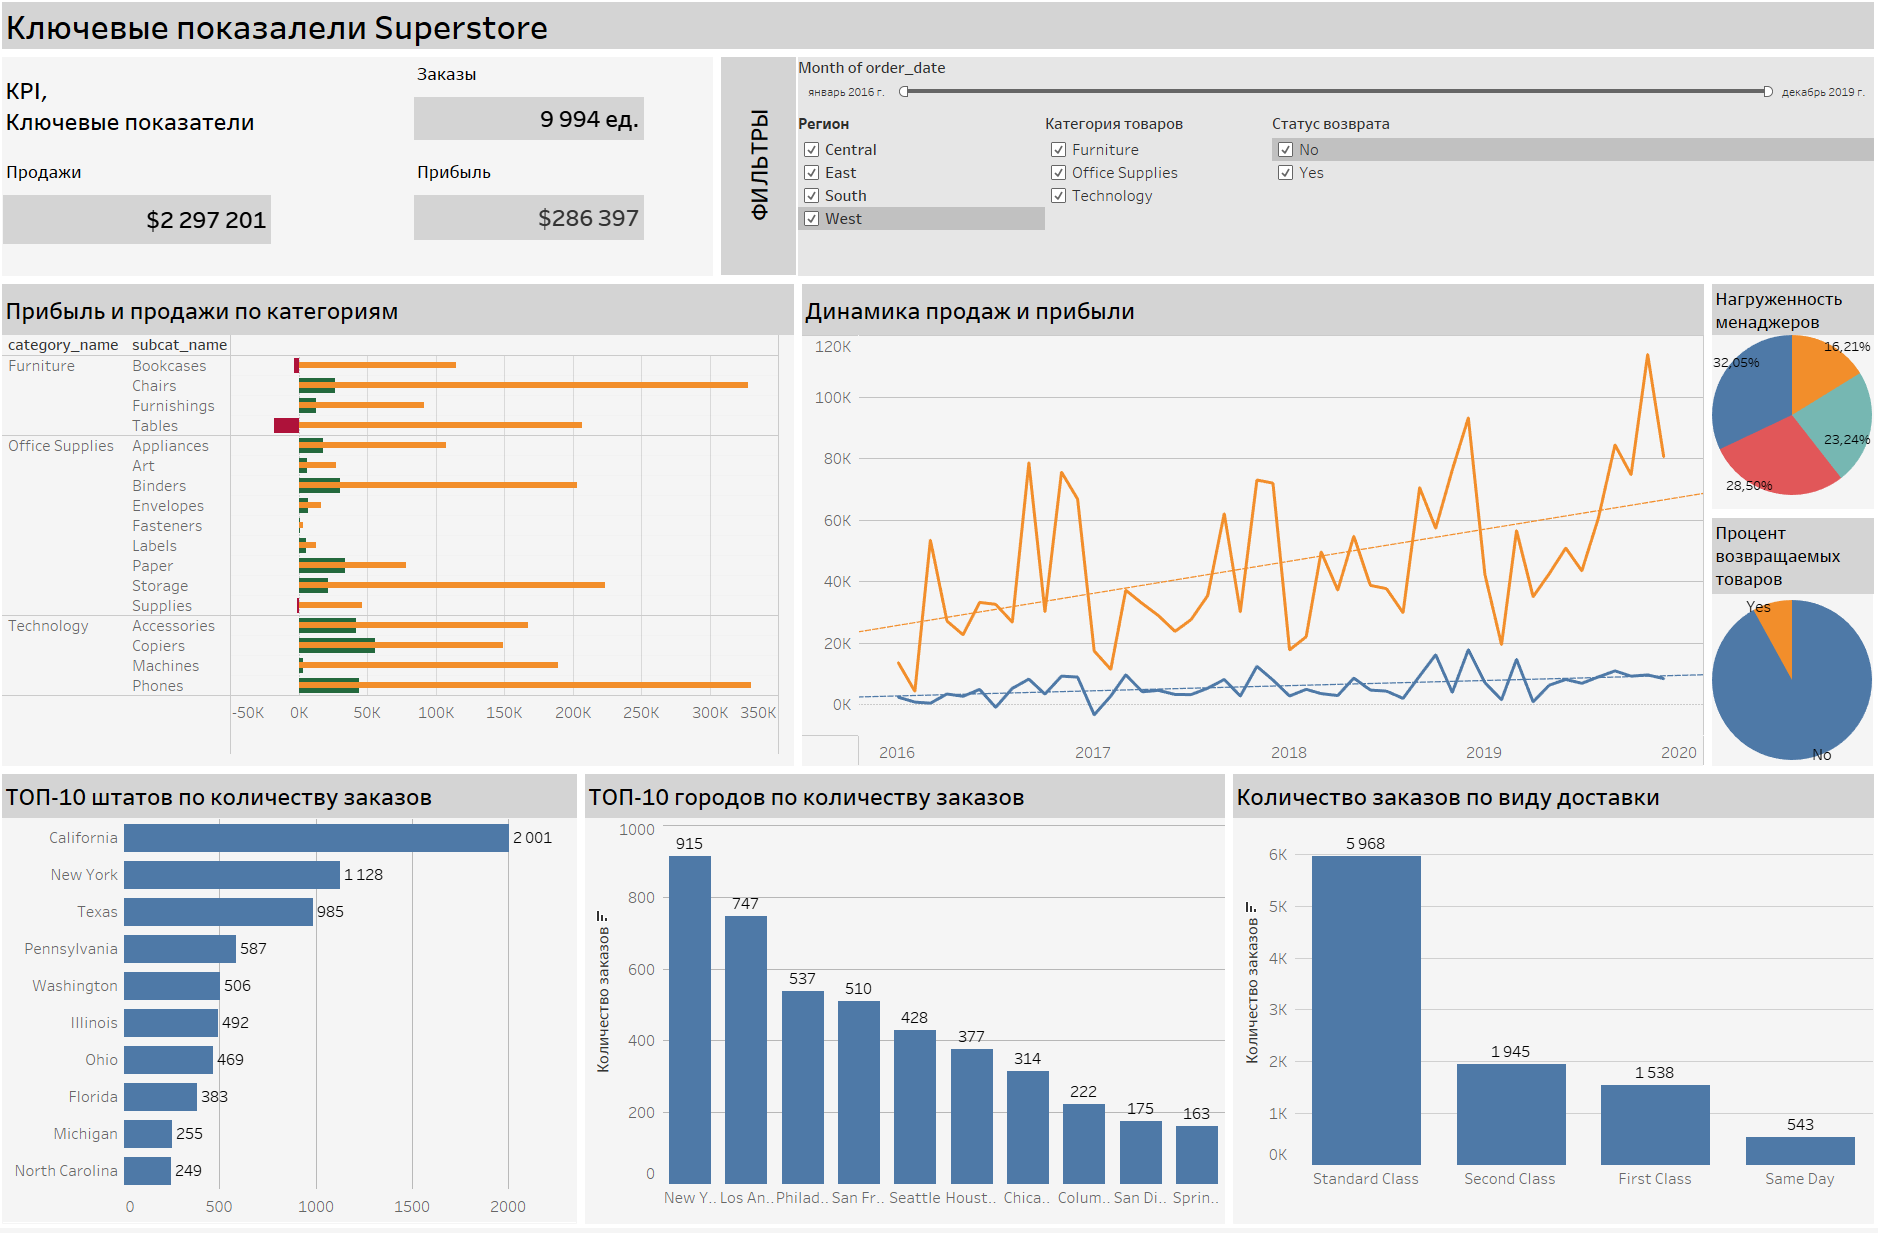 Ключевые показалели Superstore
KPI,
Ключевые показатели
Заказы
9 994 ед.
Продажи
$2 297 201
Прибыль
$286 397
ФИЛЬТРЫ
Month of order_date
январь 2016 г.
декабрь 2019 г.
Регион
Central
East
South
West
Категория товаров
Furniture
Office Supplies
Technology
Статус возврата
No
Yes
Прибыль и продажи по категориям
category_name subcat_name
Furniture Bookcases
Chairs
Furnishings
Tables
Office Supplies Appliances
Art
Binders
Envelopes
Fasteners
Labels
Paper
Storage
Supplies
Technology Accessories
Copiers
Machines
Phones
-50K 0K 50K 100K 150K 200K 250K 300K 350K
Динамика продаж и прибыли
120K
100K
80K
60K
40K
20K
0K
2016 2017 2018 2019 2020
Нагруженность
менаджеров
16,21%
32,05%
23,24%
28,50%
Процент
возвращаемых
товаров
Yes
No
ТОП-10 штатов по количеству заказов
California 2 001
New York 1 128
Texas 985
Pennsylvania 587
Washington 506
Illinois 492
Ohio 469
Florida 383
Michigan 255
North Carolina 249
0 500 1000 1500 2000
ТОП-10 городов по количеству заказов
Количество заказов
1000
800
600
400
200
0
915
747
537
510
428
377
314
222
175
163
New Y.. Los An.. Philad.. San Fr.. Seattle Houst.. Chica.. Colum.. San Di.. Sprin..
Количество заказов по виду доставки
Количество заказов
6K
5K
4K
3K
2K
1K
0K
5 968
1 945
1 538
543
Standard Class Second Class First Class Same Day